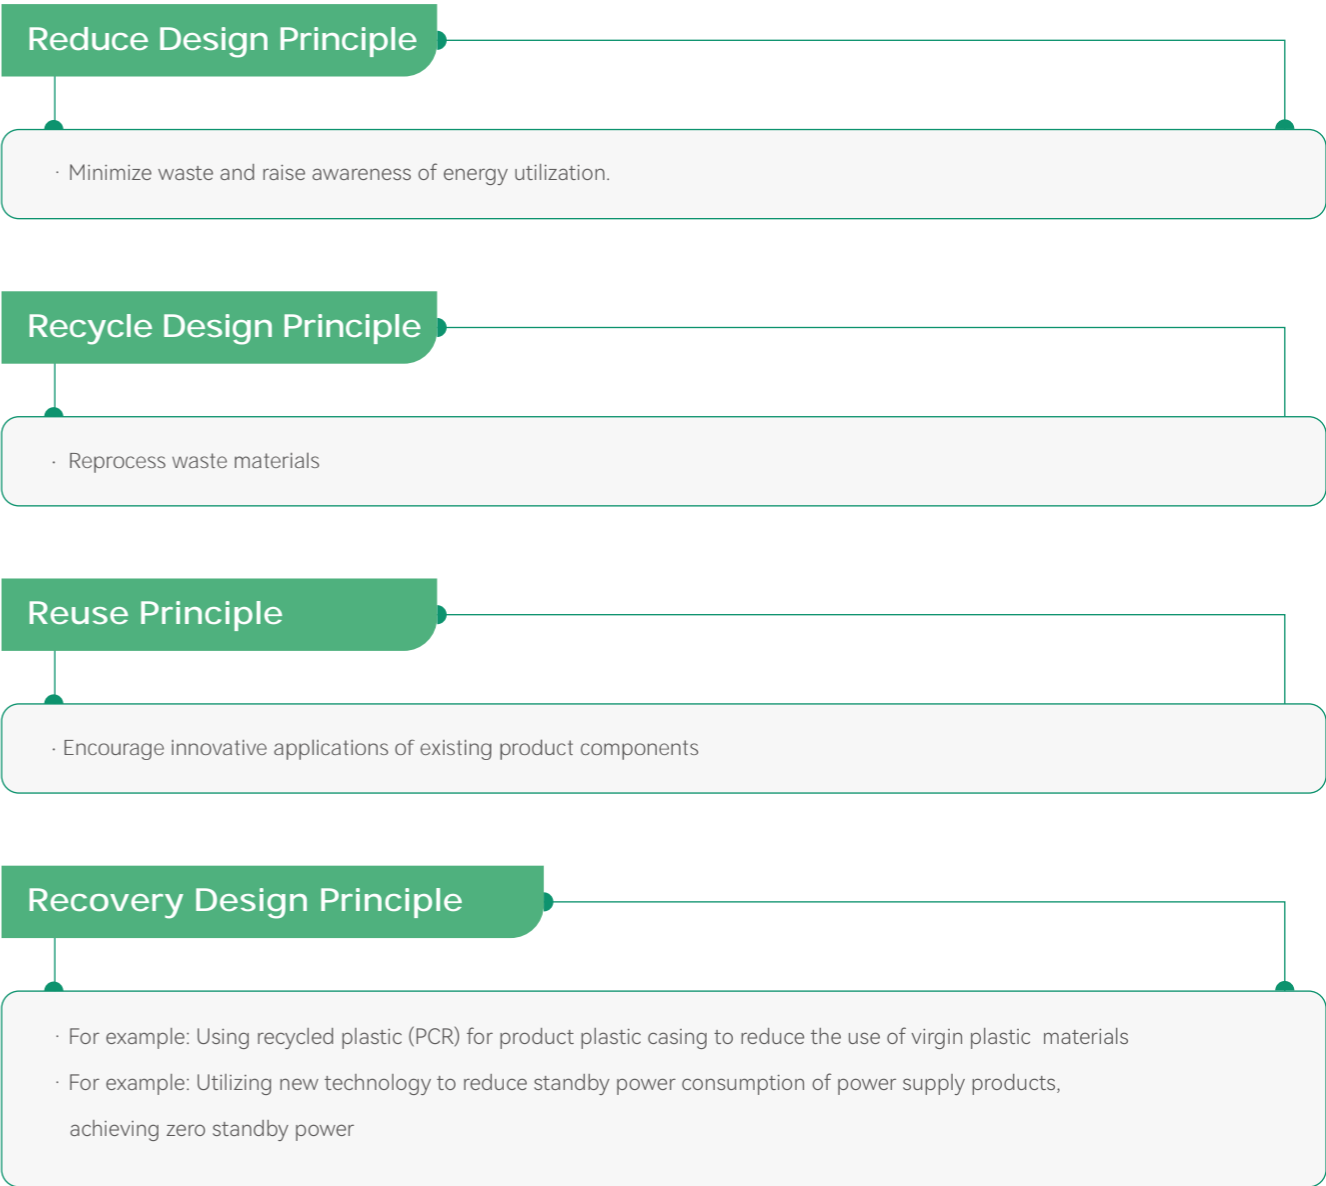 Reduce Design Principle
· Minimize waste and raise awareness of energy utilization.
Recycle Design Principle
· Reprocess waste materials
Reuse Principle
· Encourage innovative applications of existing product components
Recovery Design Principle
· For example: Using recycled plastic (PCR) for product plastic casing to reduce the use of virgin plastic materials
· For example: Utilizing new technology to reduce standby power consumption of power supply products,
achieving zero standby power